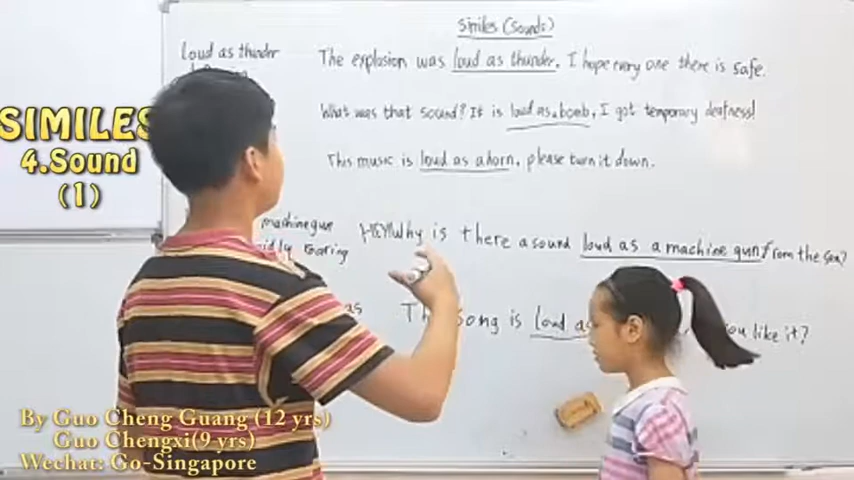 Similes (Sounds)
loud as thunder
The explosion was loud as thunder. I hope every one there is safe.
SIMILES
4.Sound
(1)
What was that sound? It is loud as a bomb, I got temporary deafness!
This music is loud as a horn, please turn it down.
machine gun
roaring
HEY! Why is there a sound loud as a machine gun from the sea?
as
song is loud as you like it?
By Guo Cheng Guang (12 yrs)
Guo Chengxi(9 yrs)
Wechat: Go-Singapore